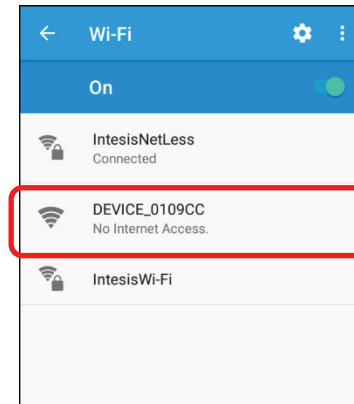 Wi-Fi
On
IntesisNetLess
Connected
DEVICE_0109CC
No Internet Access.
IntesisWi-Fi